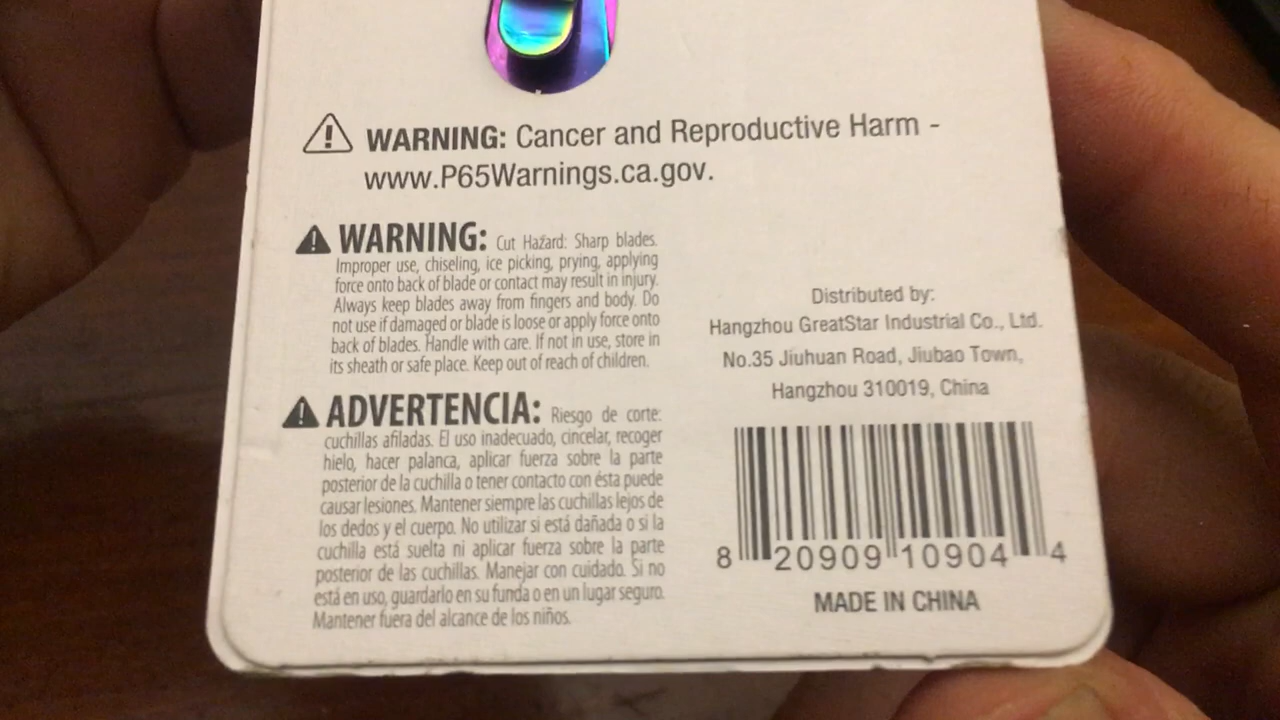 WARNING: Cancer and Reproductive Harm -
www.P65Warnings.ca.gov.
WARNING: Cut Hazard: Sharp blades.
Improper use, chiseling, ice picking, prying, applying
force onto back of blade or contact may result in injury.
Always keep blades away from fingers and body. Do
not use if damaged or blade is loose or apply force onto
back of blades. Handle with care. If not in use, store in
its sheath or safe place. Keep out of reach of children.
ADVERTENCIA: Riesgo de corte:
cuchillas afiladas. El uso inadecuado, cincelar, recoger
hielo, hacer palanca, aplicar fuerza sobre la parte
posterior de la cuchilla o tener contacto con ésta puede
causar lesiones. Mantener siempre las cuchillas lejos de
los dedos y el cuerpo. No utilizar si está dañada o si la
cuchilla está suelta ni aplicar fuerza sobre la parte
posterior de las cuchillas. Manejar con cuidado. Si no
está en uso, guardarlo en su funda o en un lugar seguro.
Mantener fuera del alcance de los niños.
Distributed by:
Hangzhou GreatStar Industrial Co., Ltd.
No.35 Jiuhuan Road, Jiubao Town,
Hangzhou 310019, China
8 20909 10904 4
MADE IN CHINA